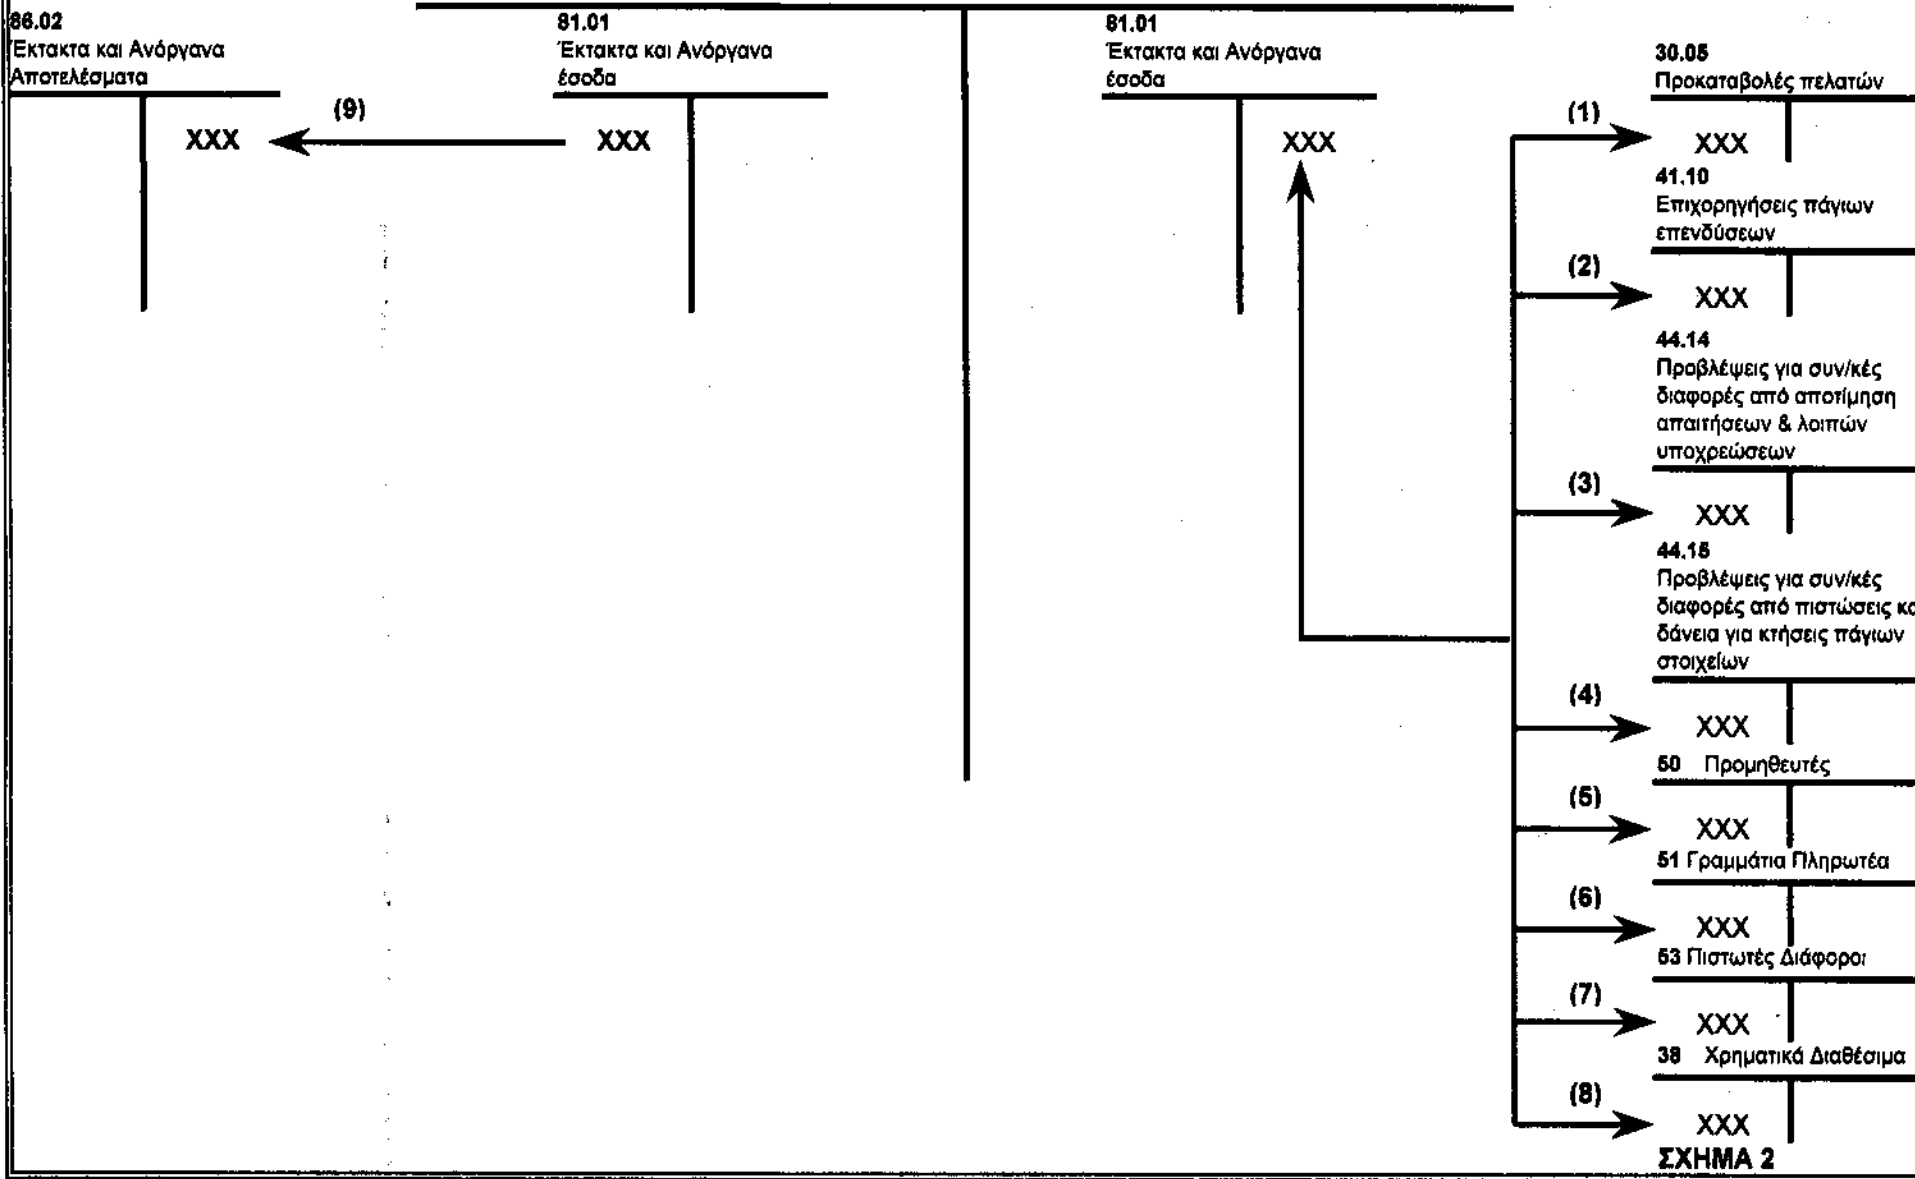 86.02
Έκτακτα και Ανόργανα
Αποτελέσματα
XXX
(9)
81.01
Έκτακτα και Ανόργανα
έσοδα
XXX
81.01
Έκτακτα και Ανόργανα
έσοδα
XXX
30.05
Προκαταβολές πελατών
(1)
XXX
41.10
Επιχορηγήσεις πάγιων
επενδύσεων
(2)
XXX
44.14
Προβλέψεις για συν/κές
διαφορές από αποτίμηση
απαιτήσεων & λοιπών
υποχρεώσεων
(3)
XXX
44.15
Προβλέψεις για συν/κές
διαφορές από πιστώσεις κα
δάνεια για κτήσεις πάγιων
στοιχείων
(4)
XXX
50 Προμηθευτές
(5)
XXX
51 Γραμμάτια Πληρωτέα
(6)
XXX
53 Πιστωτές Διάφοροι
(7)
XXX
38 Χρηματικά Διαθέσιμα
(8)
XXX
ΣΧΗΜΑ 2